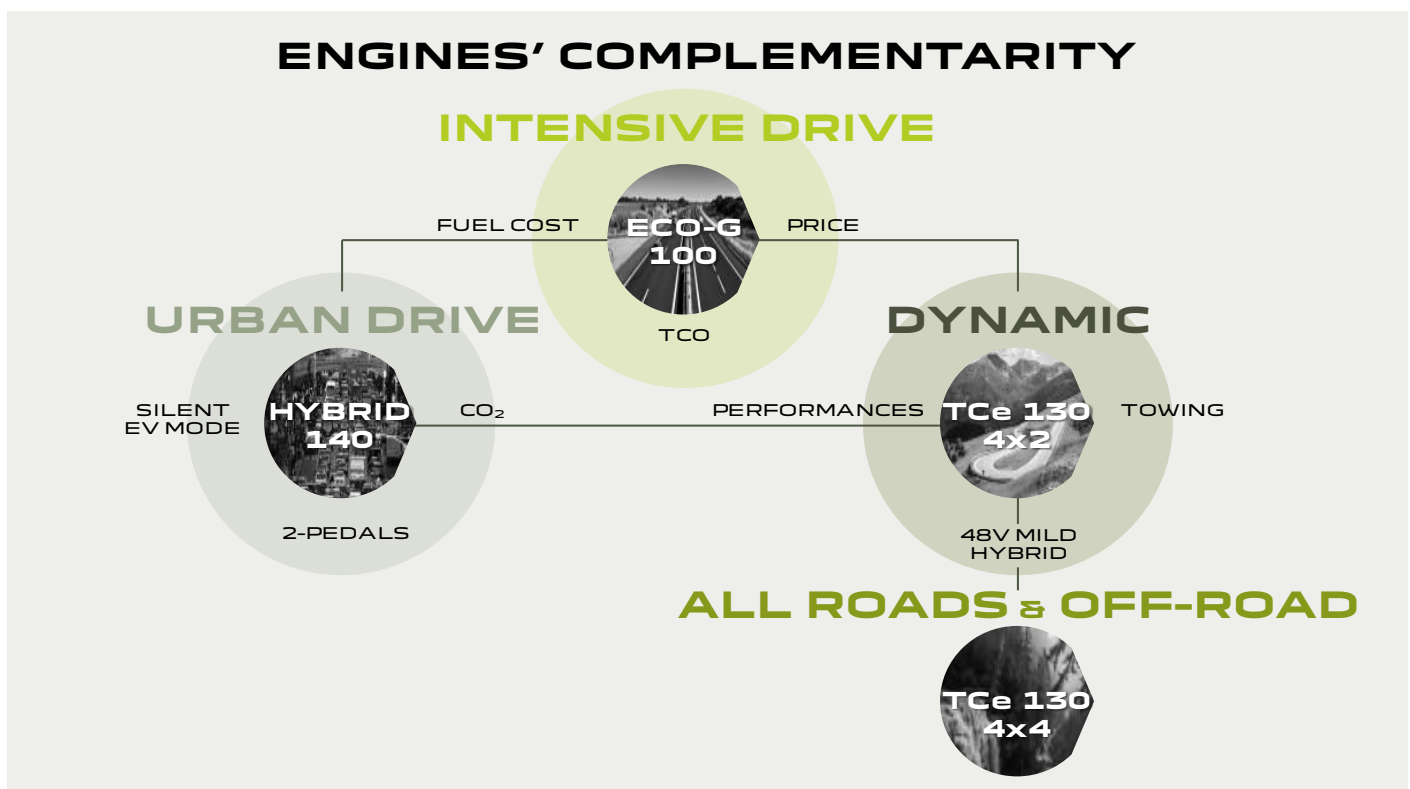 ENGINES’ COMPLEMENTARITY
INTENSIVE DRIVE
FUEL COST
ECO-G
100
PRICE
TCO
URBAN DRIVE
SILENT
EV MODE
HYBRID
140
CO₂
2-PEDALS
DYNAMIC
PERFORMANCES
TCe 130
4x2
TOWING
48V MILD
HYBRID
ALL ROADS & OFF-ROAD
TCe 130
4x4